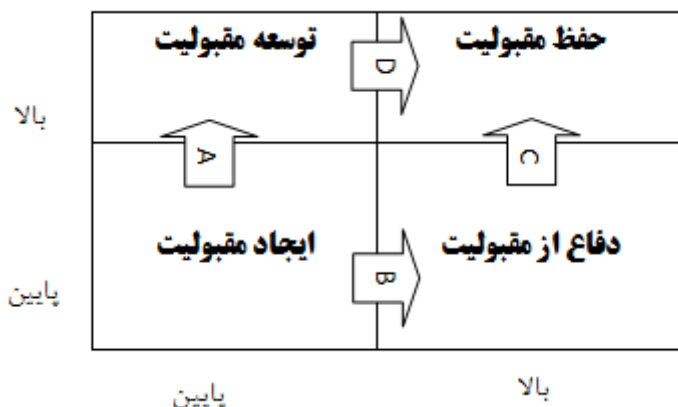 حفظ مقبولیت
توسعه مقبولیت
D
بالا
A
C
دفاع از مقبولیت
ایجاد مقبولیت
B
پایین
بالا
پایین